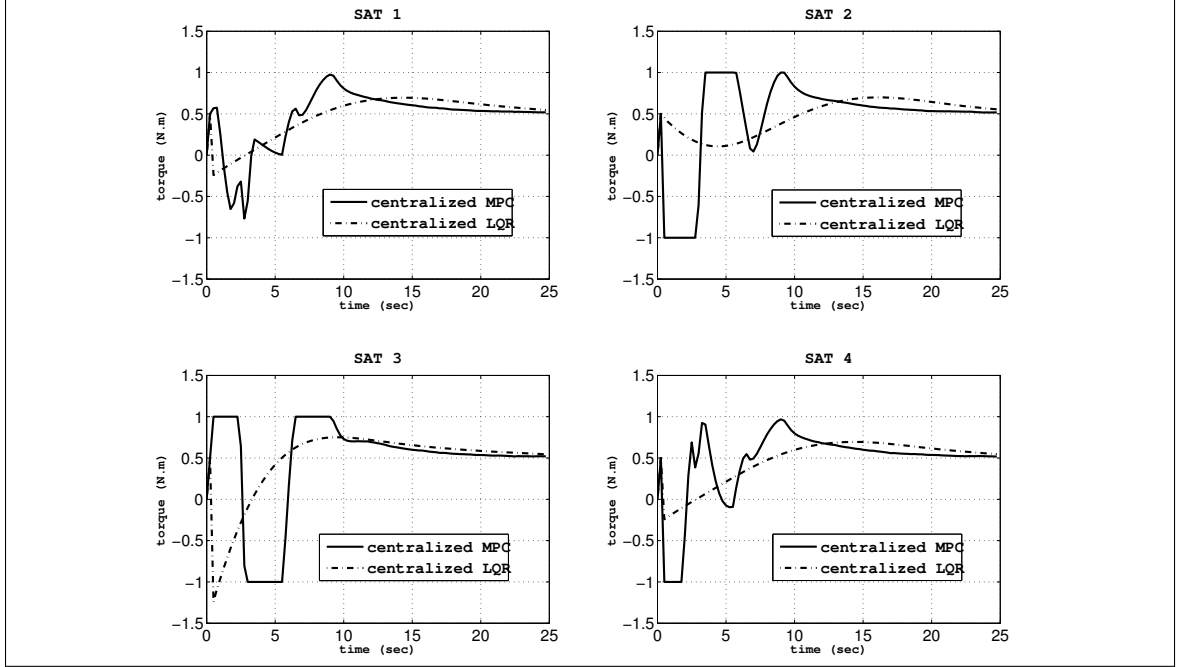 SAT 1
1.5
1
0.5
0
−0.5
−1
−1.5
torque (N.m)
centralized MPC
centralized LQR
0 5 10 15 20 25
time (sec)
SAT 2
1.5
1
0.5
0
−0.5
−1
−1.5
torque (N.m)
centralized MPC
centralized LQR
0 5 10 15 20 25
time (sec)
SAT 3
1.5
1
0.5
0
−0.5
−1
−1.5
torque (N.m)
centralized MPC
centralized LQR
0 5 10 15 20 25
time (sec)
SAT 4
1.5
1
0.5
0
−0.5
−1
−1.5
torque (N.m)
centralized MPC
centralized LQR
0 5 10 15 20 25
time (sec)